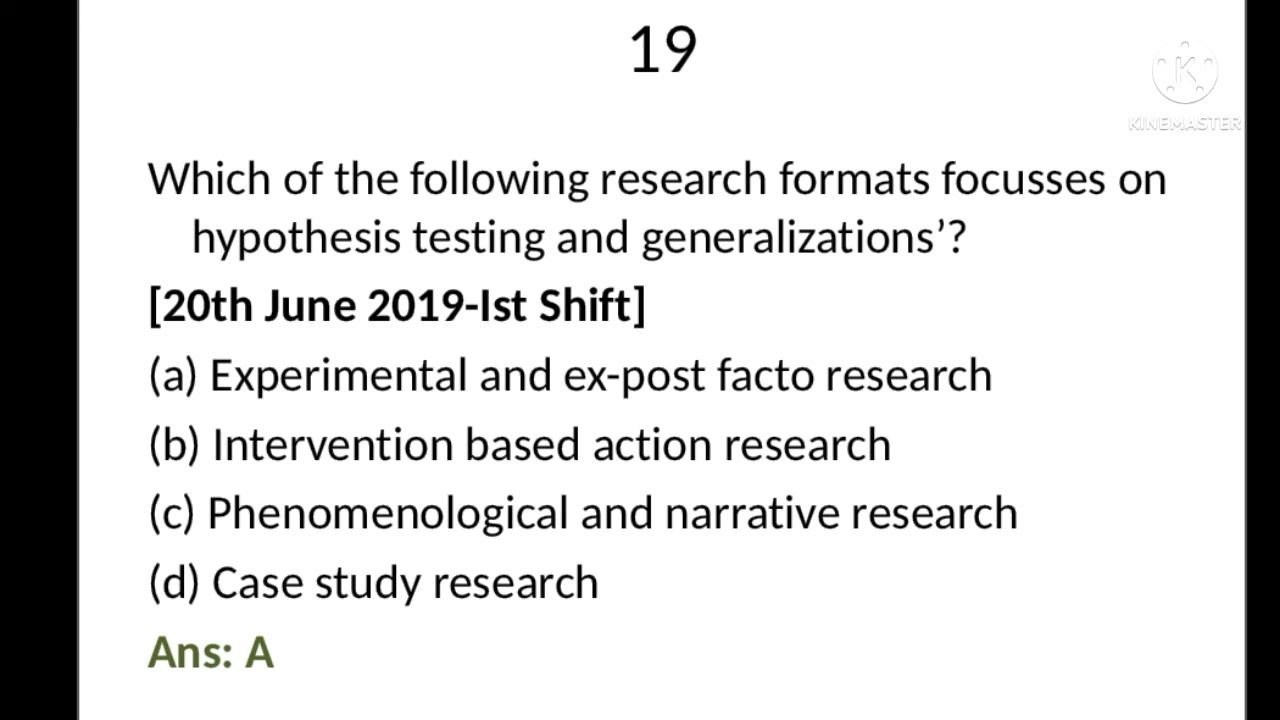 19
KINEMASTER
Which of the following research formats focusses on
hypothesis testing and generalizations’?
[20th June 2019-Ist Shift]
(a) Experimental and ex-post facto research
(b) Intervention based action research
(c) Phenomenological and narrative research
(d) Case study research
Ans: A